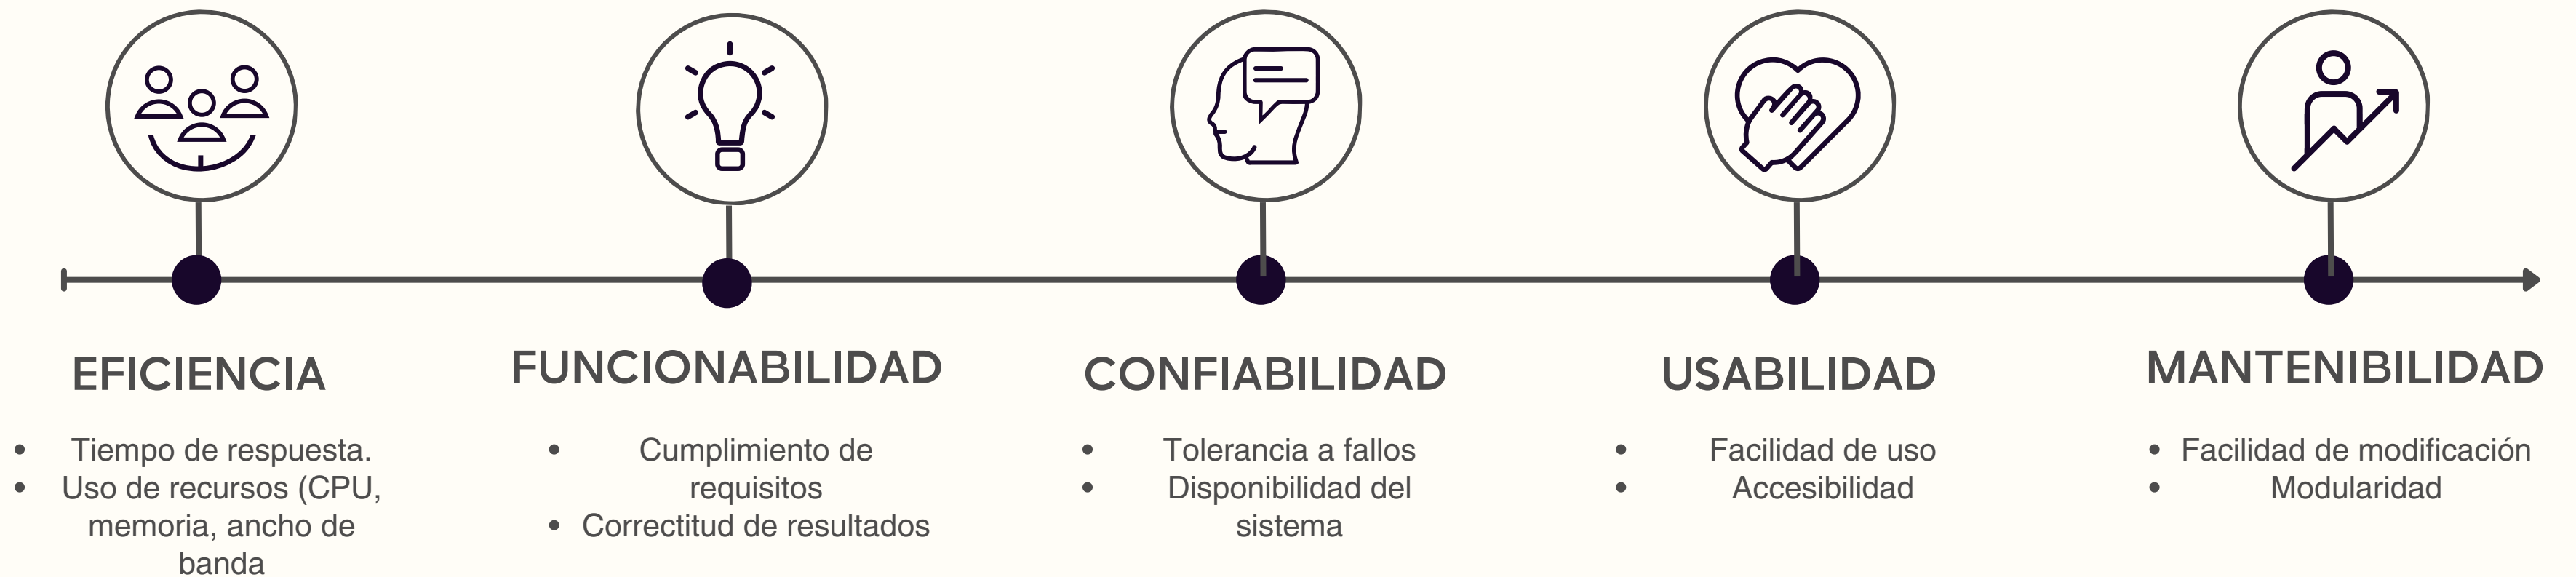 EFICIENCIA
• Tiempo de respuesta.
• Uso de recursos (CPU,
memoria, ancho de
banda
FUNCIONABILIDAD
• Cumplimiento de
requisitos
• Correctitud de resultados
CONFIABILIDAD
• Tolerancia a fallos
• Disponibilidad del
sistema
USABILIDAD
• Facilidad de uso
• Accesibilidad
MANTENIBILIDAD
• Facilidad de modificación
• Modularidad